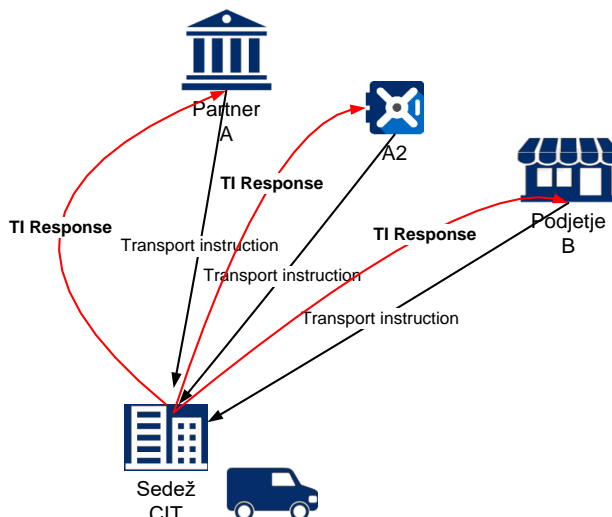 Partner
A
A2
TI Response
Podjetje
B
TI Response
TI Response
Transport instruction
Transport instruction
Transport instruction
Sedež
CIT